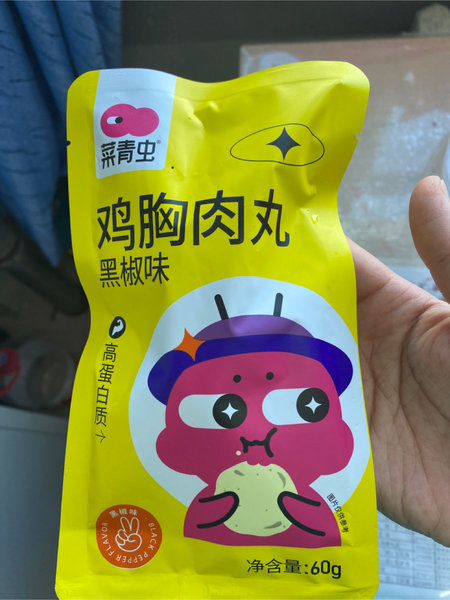 菜青虫®
鸡胸肉丸
黑椒味
高蛋白质→
图片仅供参考
黑椒味
BLACK PEPPER FLAVOR
净含量:60g